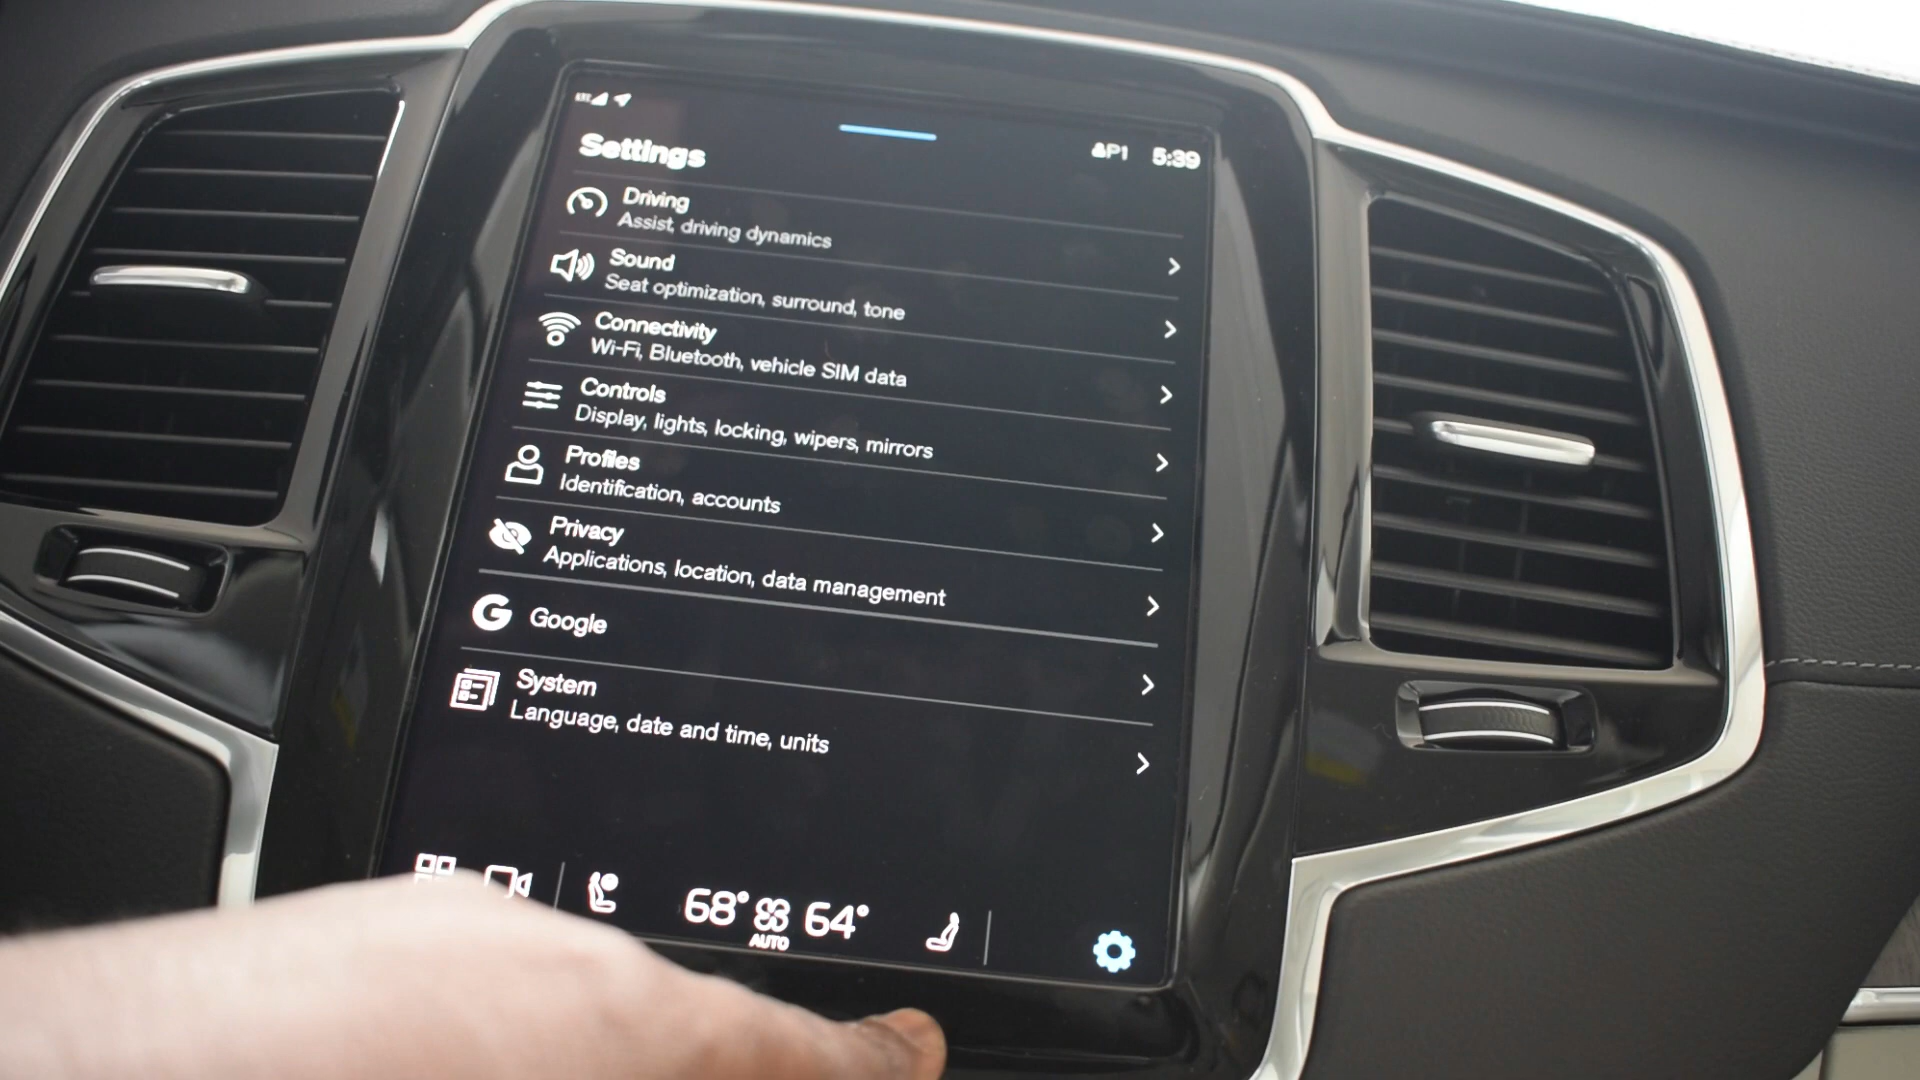 LTE
P1 5:39
Settings
Driving
Assist, driving dynamics
Sound
Seat optimization, surround, tone
Connectivity
Wi-Fi, Bluetooth, vehicle SIM data
Controls
Display, lights, locking, wipers, mirrors
Profiles
Identification, accounts
Privacy
Applications, location, data management
G Google
System
Language, date and time, units
68° 64°
AUTO